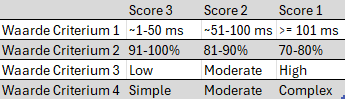 Score 3 Score 2 Score 1
Waarde Criterium 1 ~1-50 ms ~51-100 ms >= 101 ms
Waarde Criterium 2 91-100% 81-90% 70-80%
Waarde Criterium 3 Low Moderate High
Waarde Criterium 4 Simple Moderate Complex